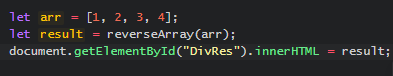 let arr = [1, 2, 3, 4];
let result = reverseArray(arr);
document.getElementById("DivRes").innerHTML = result;